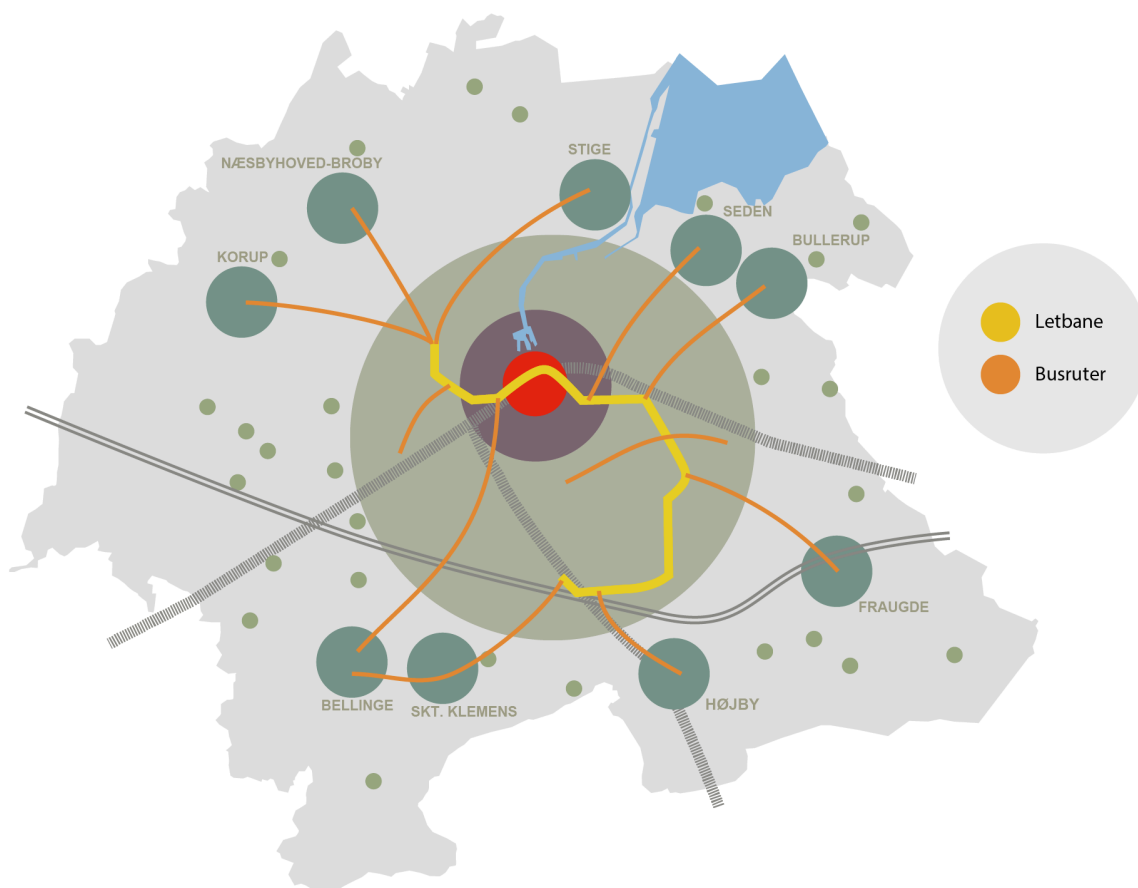 NÆSBYHOVED-BROBY
STIGE
SEDEN
KORUP
BULLERUP
Letbane
Busruter
FRAUGDE
BELLINGE
SKT. KLEMENS
HØJBY